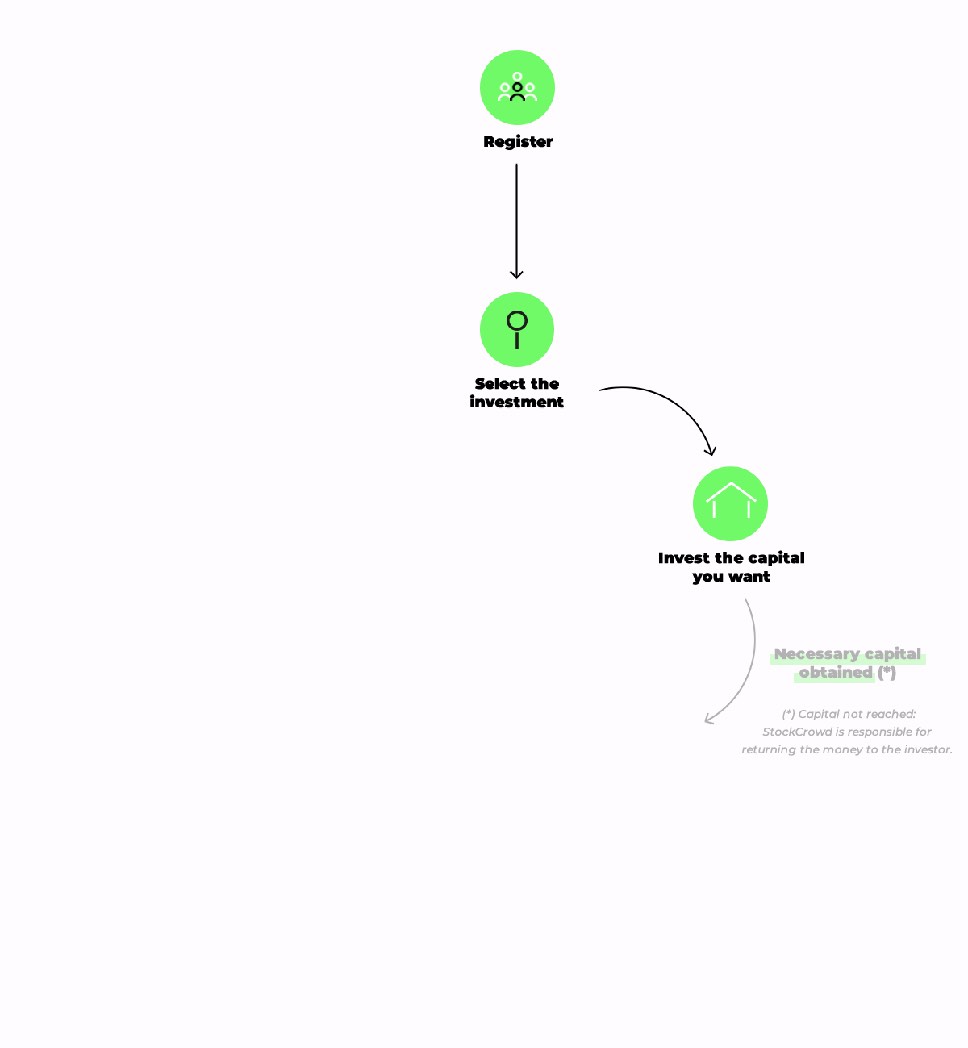 Register
Select the
investment
Invest the capital
you want
Necessary capital
obtained (*)
(*) Capital not reached;
StockCrowd is responsible for
returning the money to the investor.